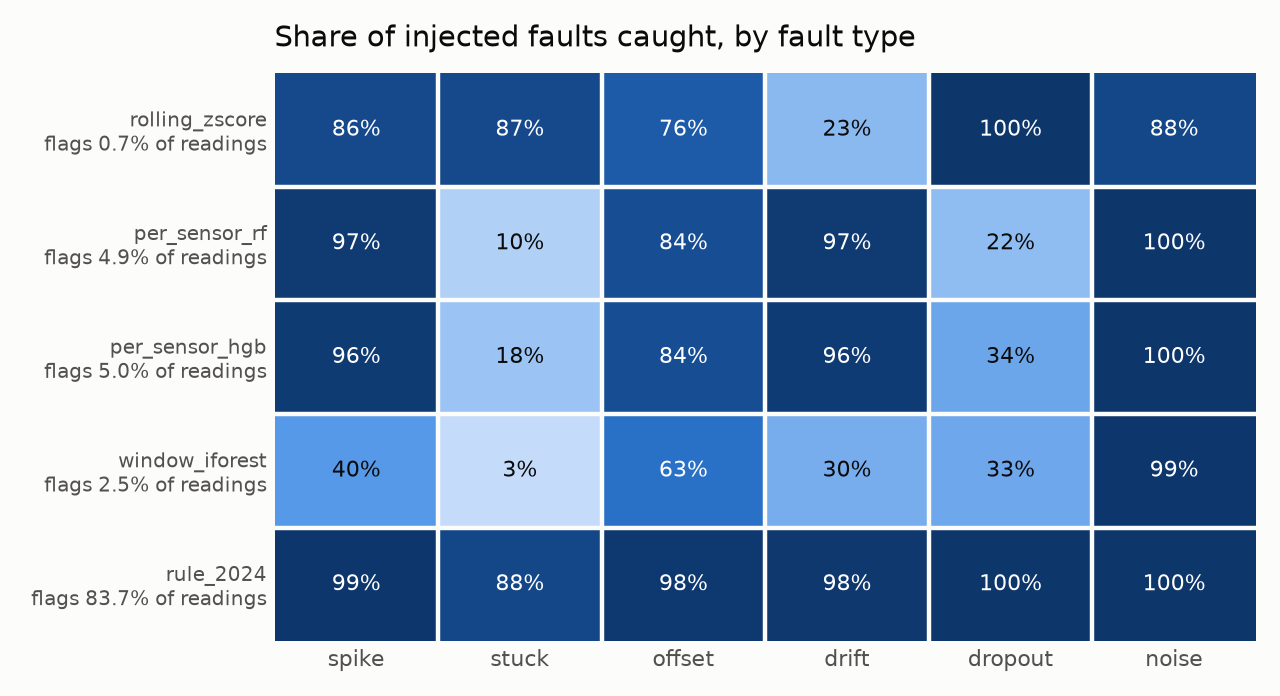 Share of injected faults caught, by fault type
rolling_zscore
flags 0.7% of readings
86% 87% 76% 23% 100% 88%
per_sensor_rf
flags 4.9% of readings
97% 10% 84% 97% 22% 100%
per_sensor_hgb
flags 5.0% of readings
96% 18% 84% 96% 34% 100%
window_iforest
flags 2.5% of readings
40% 3% 63% 30% 33% 99%
rule_2024
flags 83.7% of readings
99% 88% 98% 98% 100% 100%
spike stuck offset drift dropout noise